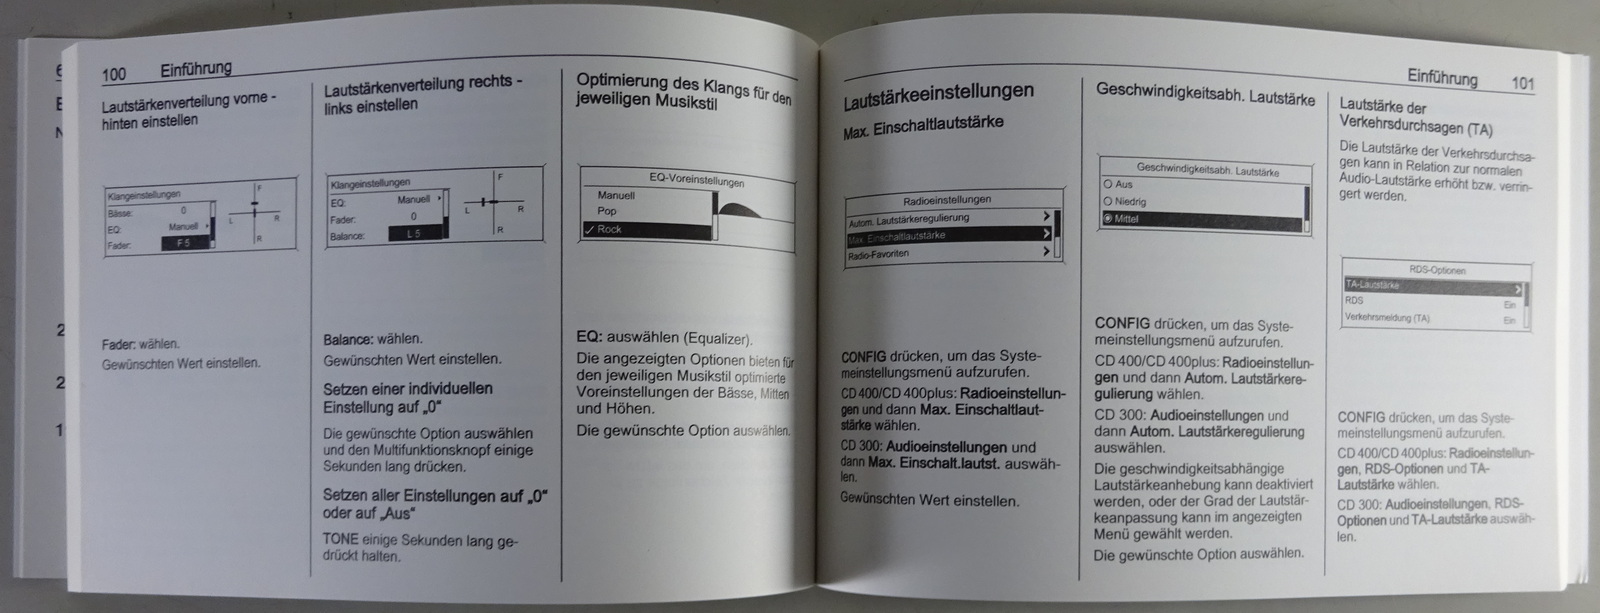 100 Einführung
Lautstärkenverteilung vorne -
hinten einstellen
Klangeinstellungen
Bässe: 0
EQ: Manuell
Fader: F 5
F
L R
R
Fader: wählen.
Gewünschten Wert einstellen.
Lautstärkenverteilung rechts -
links einstellen
Klangeinstellungen
EQ: Manuell
Fader: 0
Balance: L 5
F
L R
R
Balance: wählen.
Gewünschten Wert einstellen.
Setzen einer individuellen
Einstellung auf „0“
Die gewünschte Option auswählen
und den Multifunktionsknopf einige
Sekunden lang drücken.
Setzen aller Einstellungen auf „0“
oder auf „Aus“
TONE einige Sekunden lang ge-
drückt halten.
Optimierung des Klangs für den
jeweiligen Musikstil
EQ-Voreinstellungen
Manuell
Pop
✓ Rock
EQ: auswählen (Equalizer).
Die angezeigten Optionen bieten für
den jeweiligen Musikstil optimierte
Voreinstellungen der Bässe, Mitten
und Höhen.
Die gewünschte Option auswählen.
Einführung 101
Lautstärkeeinstellungen
Max. Einschaltlautstärke
Radioeinstellungen
Autom. Lautstärkeregulierung
Max. Einschaltlautstärke
Radio-Favoriten
CONFIG drücken, um das Syste-
meinstellungsmenü aufzurufen.
CD 400/CD 400plus: Radioeinstellun-
gen und dann Max. Einschaltlaut-
stärke wählen.
CD 300: Audioeinstellungen und
dann Max. Einschalt.lautst. auswäh-
len.
Gewünschten Wert einstellen.
Geschwindigkeitsabh. Lautstärke
Geschwindigkeitsabh. Lautstärke
Aus
Niedrig
Mittel
CONFIG drücken, um das Syste-
meinstellungsmenü aufzurufen.
CD 400/CD 400plus: Radioeinstellun-
gen und dann Autom. Lautstärkere-
gulierung wählen.
CD 300: Audioeinstellungen und
dann Autom. Lautstärkeregulierung
auswählen.
Die geschwindigkeitsabhängige
Lautstärkeanhebung kann deaktiviert
werden, oder der Grad der Lautstär-
keanpassung kann im angezeigten
Menü gewählt werden.
Die gewünschte Option auswählen.
Lautstärke der
Verkehrsdurchsagen (TA)
Die Lautstärke der Verkehrsdurchsa-
gen kann in Relation zur normalen
Audio-Lautstärke erhöht bzw. verrin-
gert werden.
RDS-Optionen
TA-Lautstärke
RDS Ein
Verkehrsmeldung (TA) Ein
CONFIG drücken, um das Syste-
meinstellungsmenü aufzurufen.
CD 400/CD 400plus: Radioeinstellun-
gen, RDS-Optionen und TA-
Lautstärke wählen.
CD 300: Audioeinstellungen, RDS-
Optionen und TA-Lautstärke auswäh-
len.